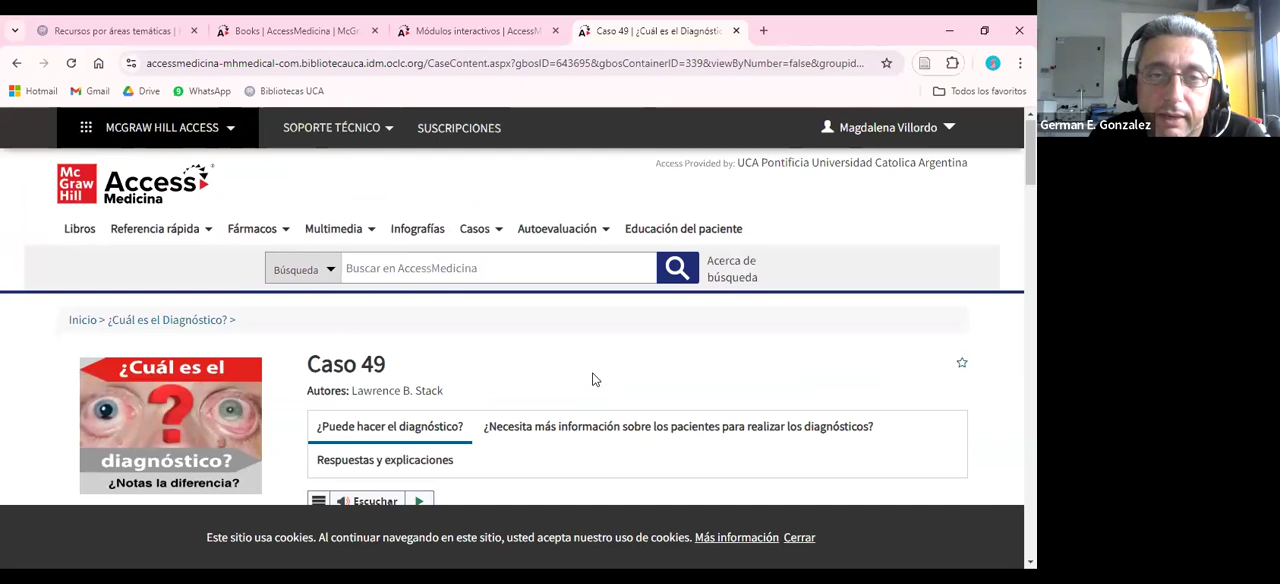 Recursos por áreas temáticas |
Books | AccessMedicina | McGr
Módulos interactivos | AccessM
Caso 49 | ¿Cuál es el Diagnóstic
accessmedicina-mhmedical-com.bibliotecauca.idm.oclc.org/CaseContent.aspx?gbosID=643695&gbosContainerID=339&viewByNumber=false&groupid...
Hotmail
Gmail
Drive
WhatsApp
Bibliotecas UCA
Todos los favoritos
German E. Gonzalez
MCGRAW HILL ACCESS
SOPORTE TÉCNICO
SUSCRIPCIONES
Magdalena Villordo
Mc
Graw
Hill
Access
Medicina
Access Provided by: UCA Pontificia Universidad Catolica Argentina
Libros
Referencia rápida
Fármacos
Multimedia
Infografías
Casos
Autoevaluación
Educación del paciente
Búsqueda
Buscar en AccessMedicina
Acerca de
búsqueda
Inicio > ¿Cuál es el Diagnóstico? >
¿Cuál es el
?
diagnóstico?
¿Notas la diferencia?
Caso 49
Autores: Lawrence B. Stack
¿Puede hacer el diagnóstico?
¿Necesita más información sobre los pacientes para realizar los diagnósticos?
Respuestas y explicaciones
Escuchar
Este sitio usa cookies. Al continuar navegando en este sitio, usted acepta nuestro uso de cookies. Más información Cerrar